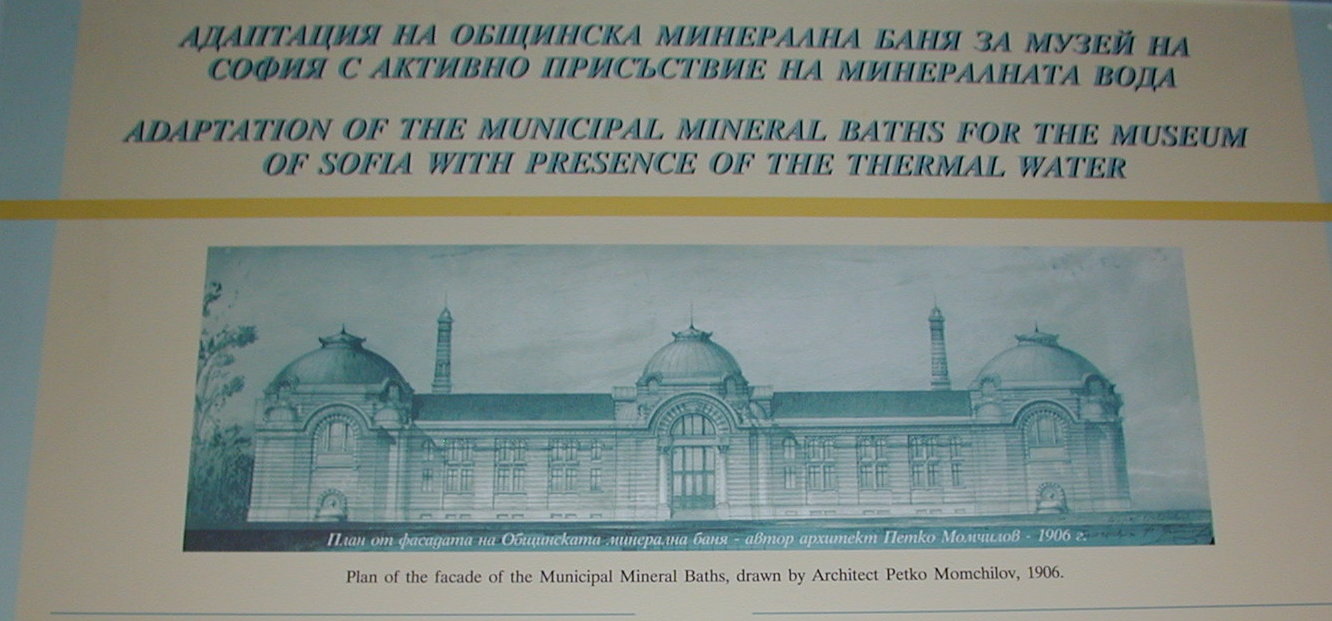 АДАПТАЦИЯ НА ОБЩИНСКА МИНЕРАЛНА БАНЯ ЗА МУЗЕЙ НА
СОФИЯ С АКТИВНО ПРИСЪСТВИЕ НА МИНЕРАЛНАТА ВОДА
ADAPTATION OF THE MUNICIPAL MINERAL BATHS FOR THE MUSEUM
OF SOFIA WITH PRESENCE OF THE THERMAL WATER
План от фасадата на Общинската минерална баня - автор архитект Петко Момчилов - 1906 г.
Plan of the facade of the Municipal Mineral Baths, drawn by Architect Petko Momchilov, 1906.